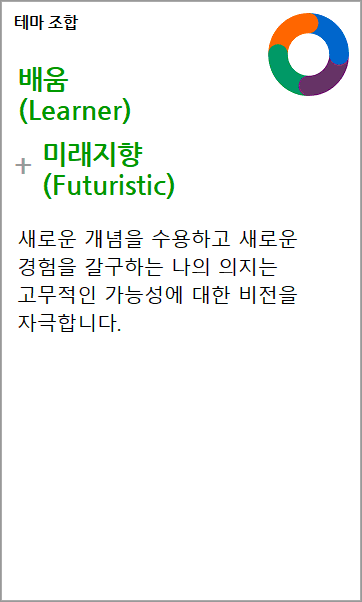 테마 조합
배움
(Learner)
+ 미래지향
(Futuristic)
새로운 개념을 수용하고 새로운
경험을 갈구하는 나의 의지는
고무적인 가능성에 대한 비전을
자극합니다.